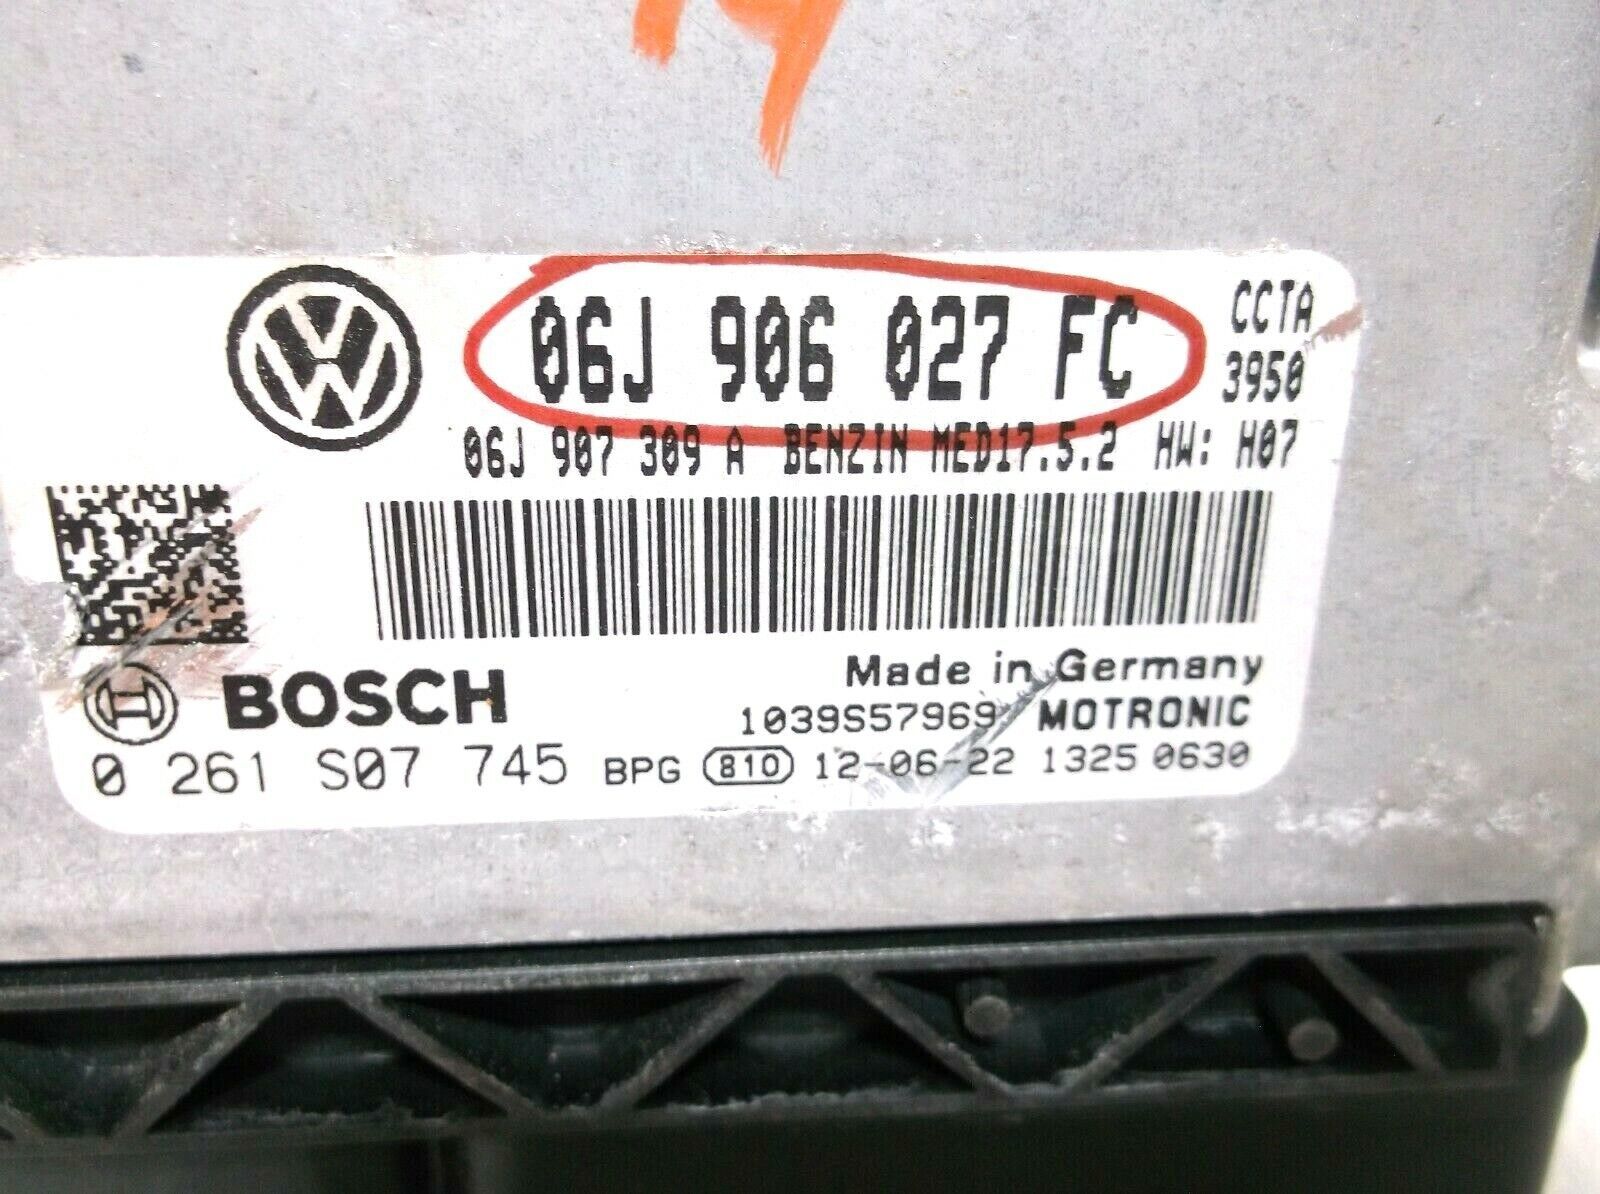 06J 906 027 FC
CCTA
3950
06J 907 309 A BENZIN MED17.5.2 HW: H07
Made in Germany
BOSCH
1039S57969 MOTRONIC
0 261 S07 745 BPG 810 12-06-22 1325 0630